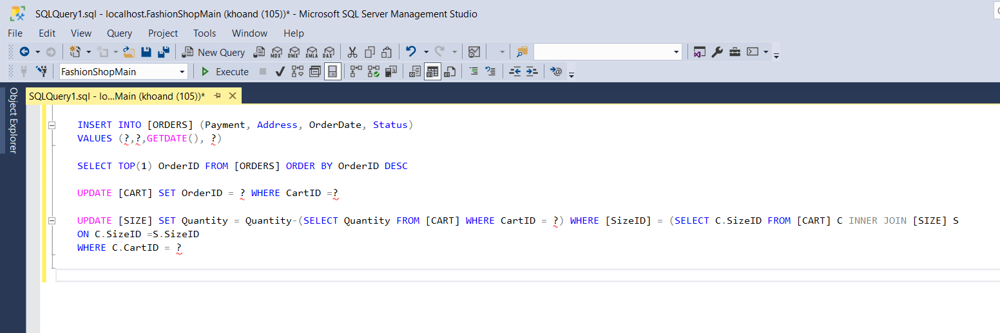 SQLQuery1.sql - localhost.FashionShopMain (khoand (105))* - Microsoft SQL Server Management Studio
File Edit View Query Project Tools Window Help
New Query MDX DMX XMLA DAX
FashionShopMain Execute
Object Explorer
SQLQuery1.sql - lo...Main (khoand (105))*
INSERT INTO [ORDERS] (Payment, Address, OrderDate, Status)
VALUES (?,?,GETDATE(), ?)
SELECT TOP(1) OrderID FROM [ORDERS] ORDER BY OrderID DESC
UPDATE [CART] SET OrderID = ? WHERE CartID =?
UPDATE [SIZE] SET Quantity = Quantity-(SELECT Quantity FROM [CART] WHERE CartID = ?) WHERE [SizeID] = (SELECT C.SizeID FROM [CART] C INNER JOIN [SIZE] S
ON C.SizeID =S.SizeID
WHERE C.CartID = ?